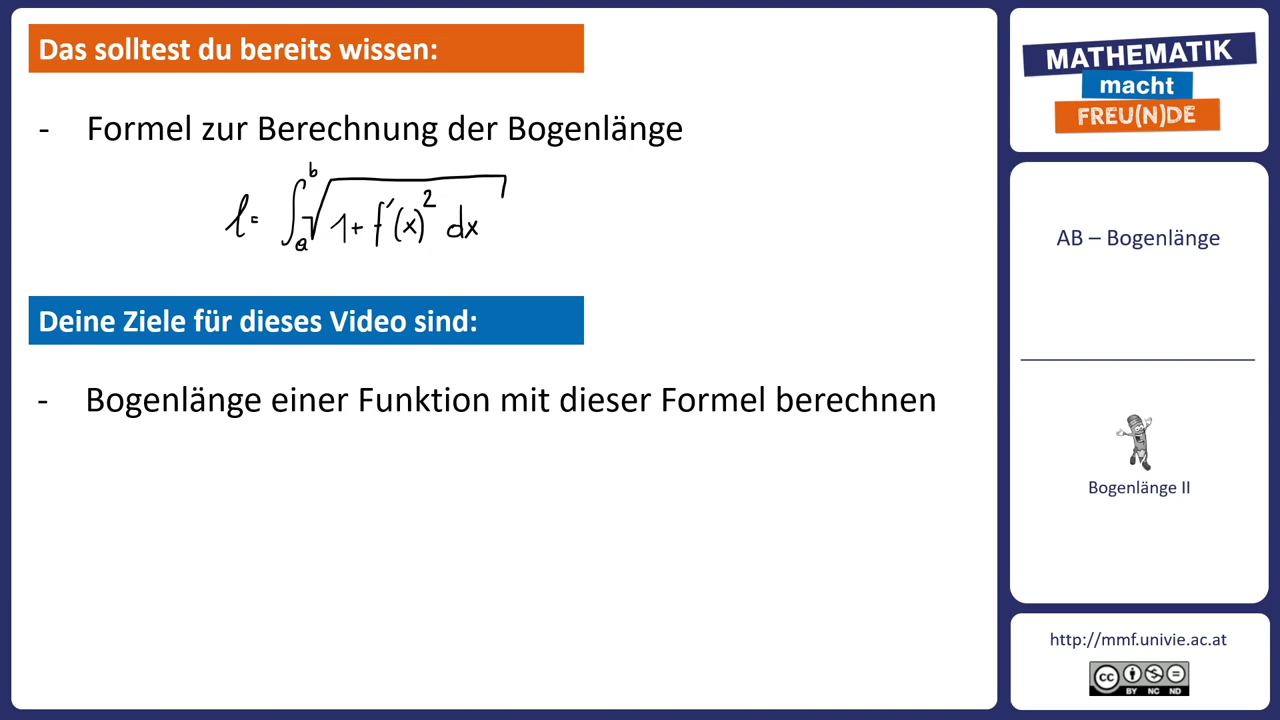 Das solltest du bereits wissen:
- Formel zur Berechnung der Bogenlänge
l = ∫ₐᵇ √(1 + f'(x)² dx)
Deine Ziele für dieses Video sind:
- Bogenlänge einer Funktion mit dieser Formel berechnen
MATHEMATIK
macht
FREU(N)DE
AB – Bogenlänge
Bogenlänge II
http://mmf.univie.ac.at
cc
BY NC ND